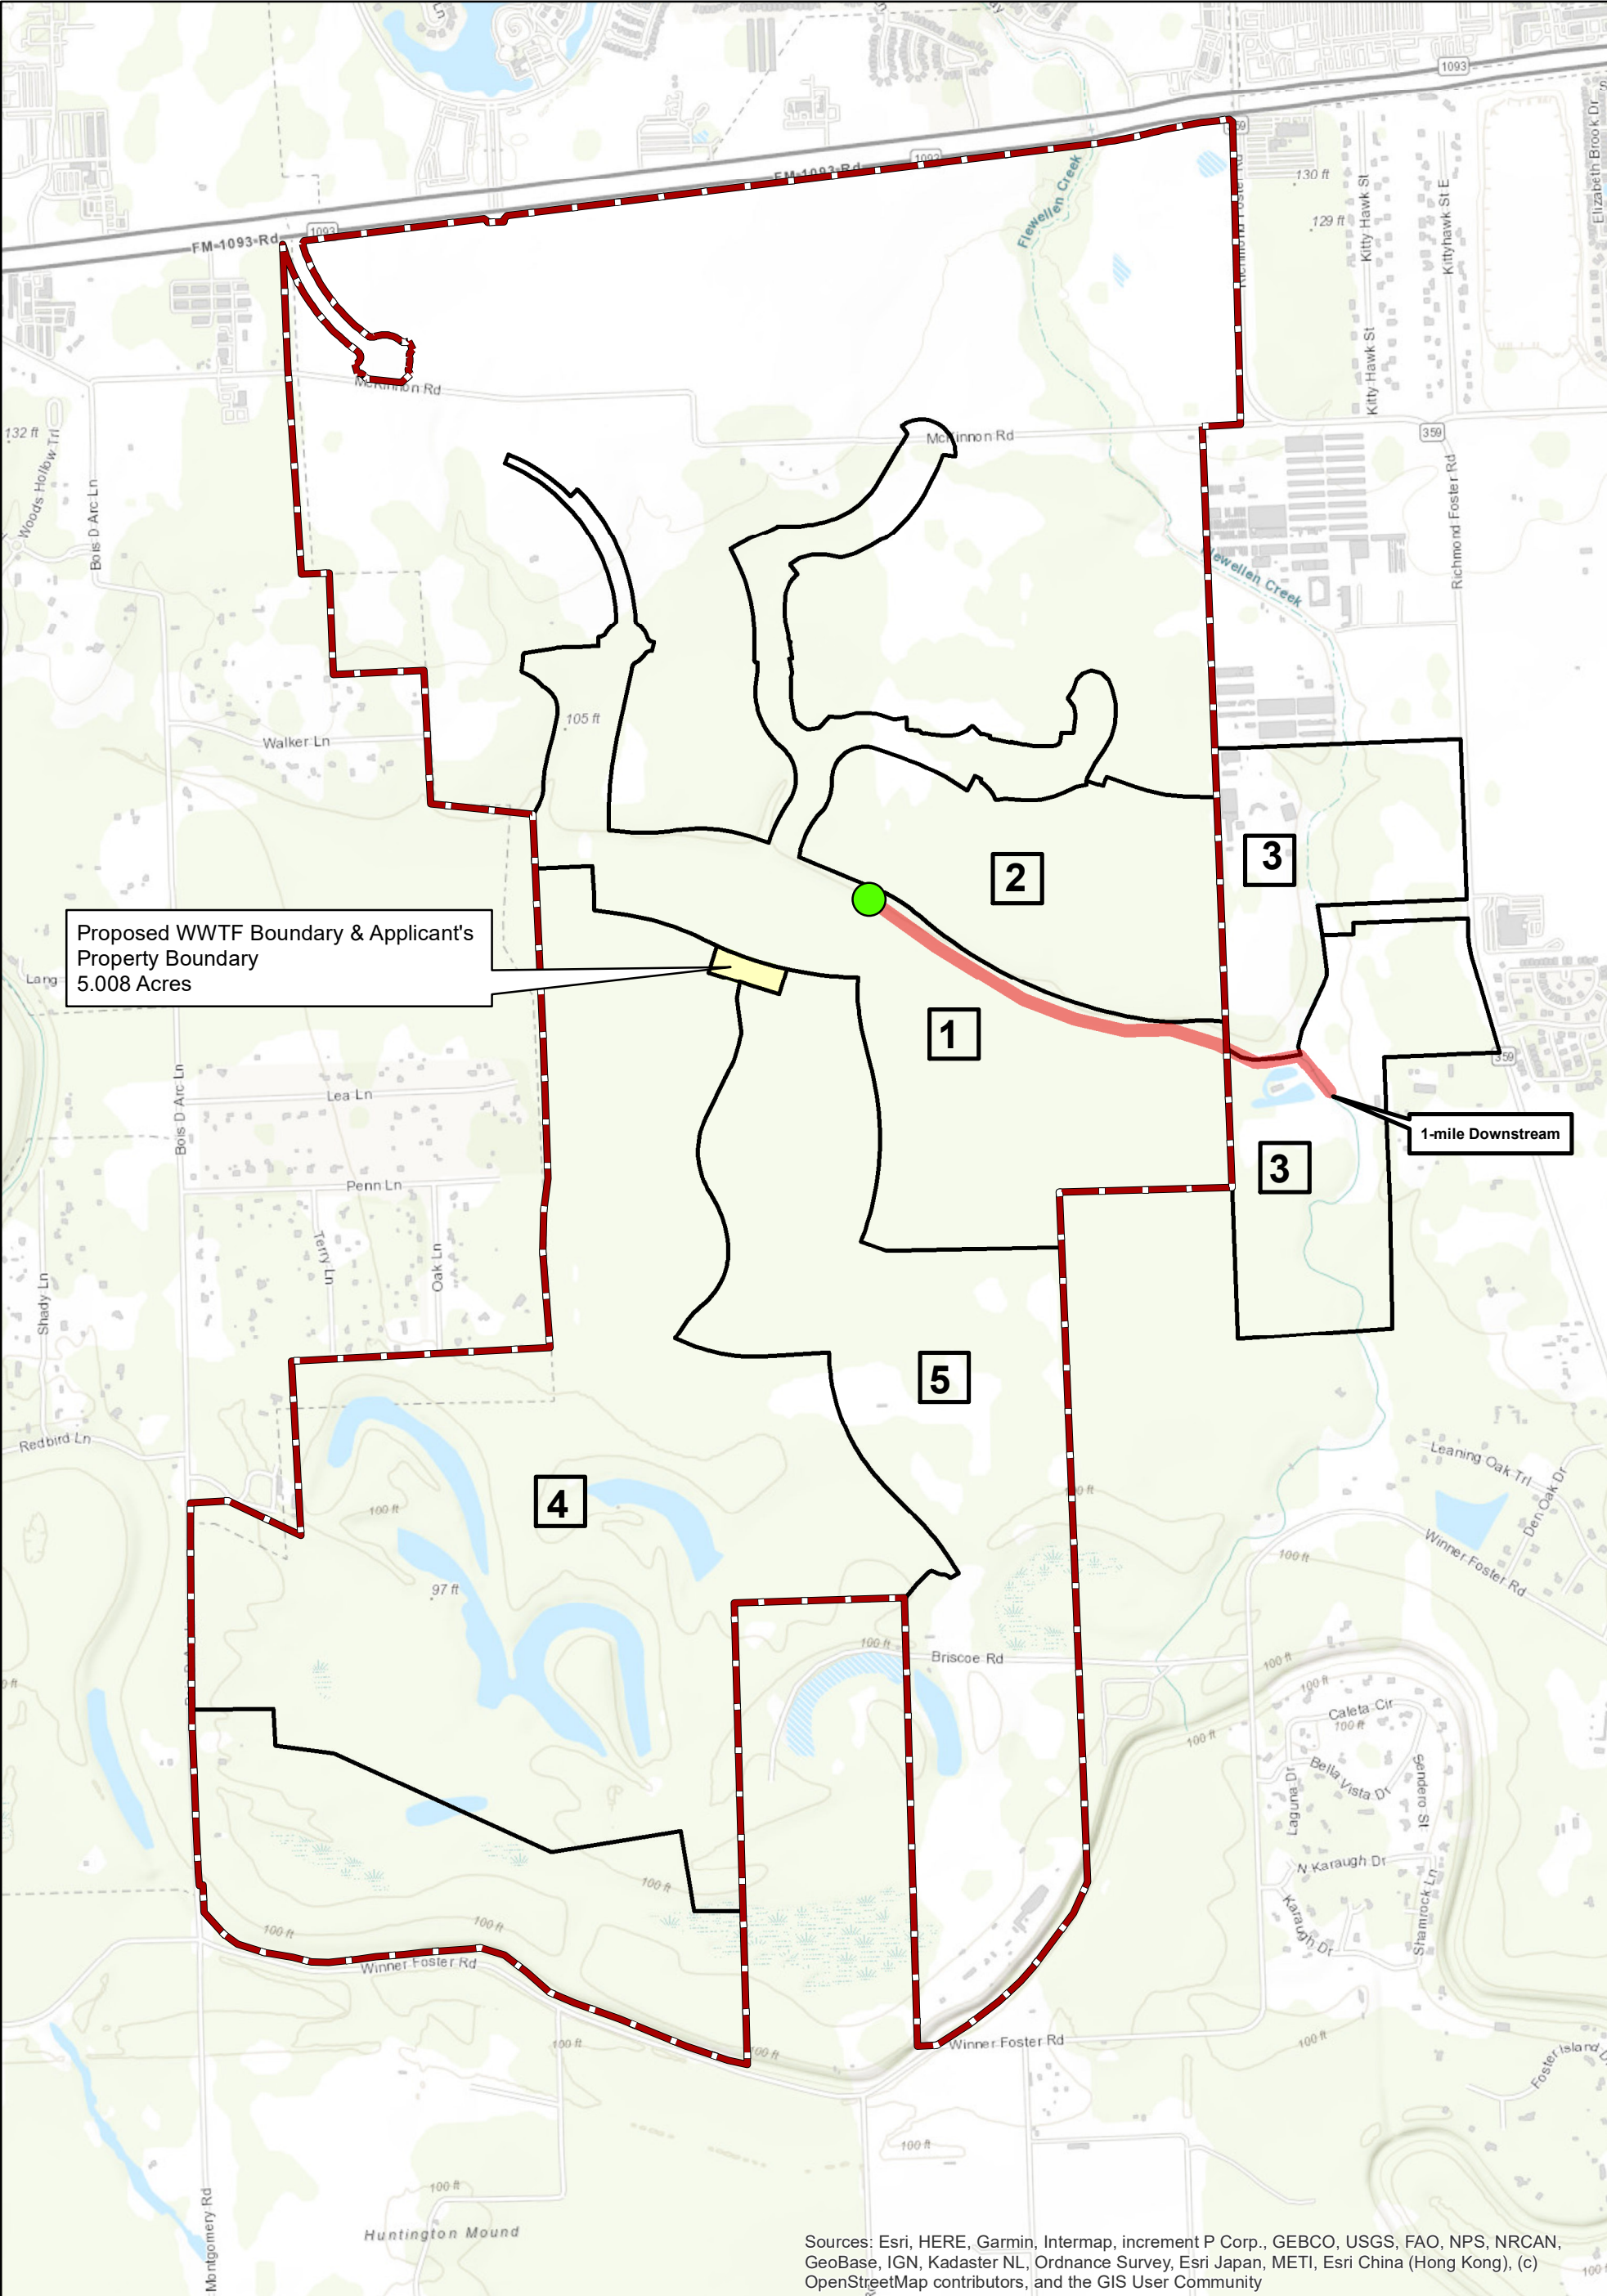 1093
1093
FM-1093-Rd
Flewellen Creek
130 ft
129 ft
Kitty Hawk St
Kittyhawk St E
Elizabeth Brook Dr
1093
FM-1093-Rd
McKinnon Rd
McKinnon Rd
359
132 ft
Woods Hollow Trl
Bois D Arc Ln
Kitty Hawk St
Richmond Foster Rd
Flewellen Creek
105 ft
Walker Ln
2
3
Proposed WWTF Boundary & Applicant's
Property Boundary
5.008 Acres
Lang
1
359
Lea Ln
Bois D Arc Ln
1-mile Downstream
3
Penn Ln
Terry Ln
Oak Ln
Shady Ln
5
Redbird Ln
Leaning Oak Trl
Den Oak Dr
4
100 ft
Winner Foster Rd
100 ft
97 ft
100 ft
Briscoe Rd
100 ft
100 ft
Caleta Cir
100 ft
100 ft
Bella Vista Dr
Sendero St
Laguna Dr
N Karaugh Dr
Karaugh Dr
Shamrock Ln
100 ft
100 ft
100 ft
Winner Foster Rd
100 ft
100 ft
Winner Foster Rd
100 ft
Foster Island
100 ft
100 ft
Montgomery Rd
Huntington Mound
Sources: Esri, HERE, Garmin, Intermap, increment P Corp., GEBCO, USGS, FAO, NPS, NRCAN,
GeoBase, IGN, Kadaster NL, Ordnance Survey, Esri Japan, METI, Esri China (Hong Kong), (c)
OpenStreetMap contributors, and the GIS User Community